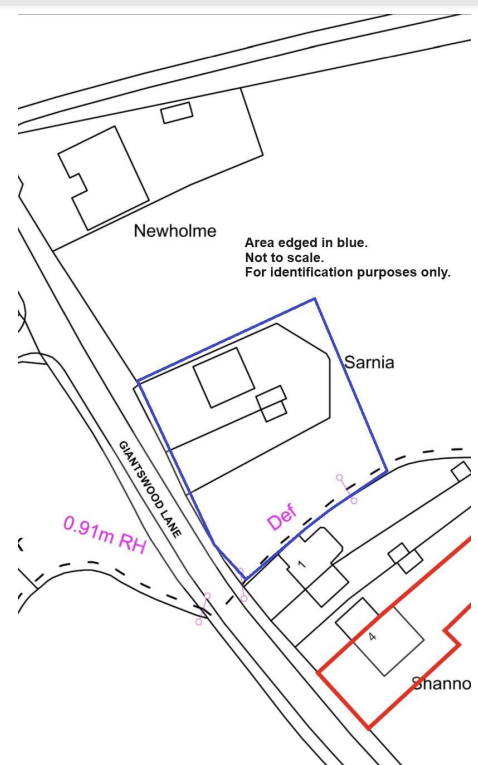 Newholme
Area edged in blue.
Not to scale.
For identification purposes only.
Sarnia
GIANTSWOOD LANE
0.91m RH
Def
1
4
Shanno